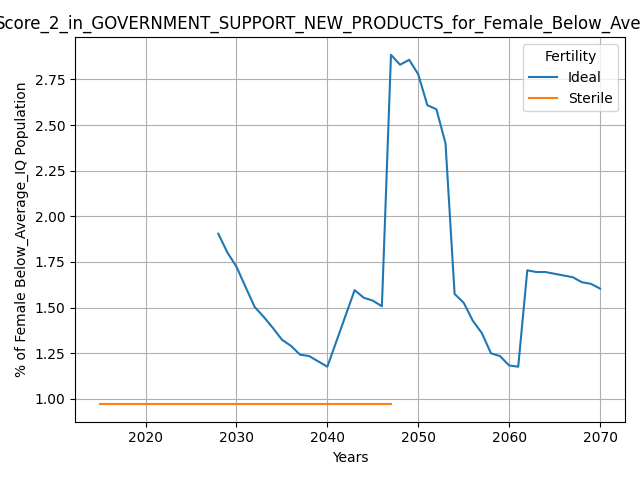 Score_2_in_GOVERNMENT_SUPPORT_NEW_PRODUCTS_for_Female_Below_Ave
% of Female Below_Average_IQ Population
2.75
2.50
2.25
2.00
1.75
1.50
1.25
1.00
Fertility
Ideal
Sterile
2020 2030 2040 2050 2060 2070
Years